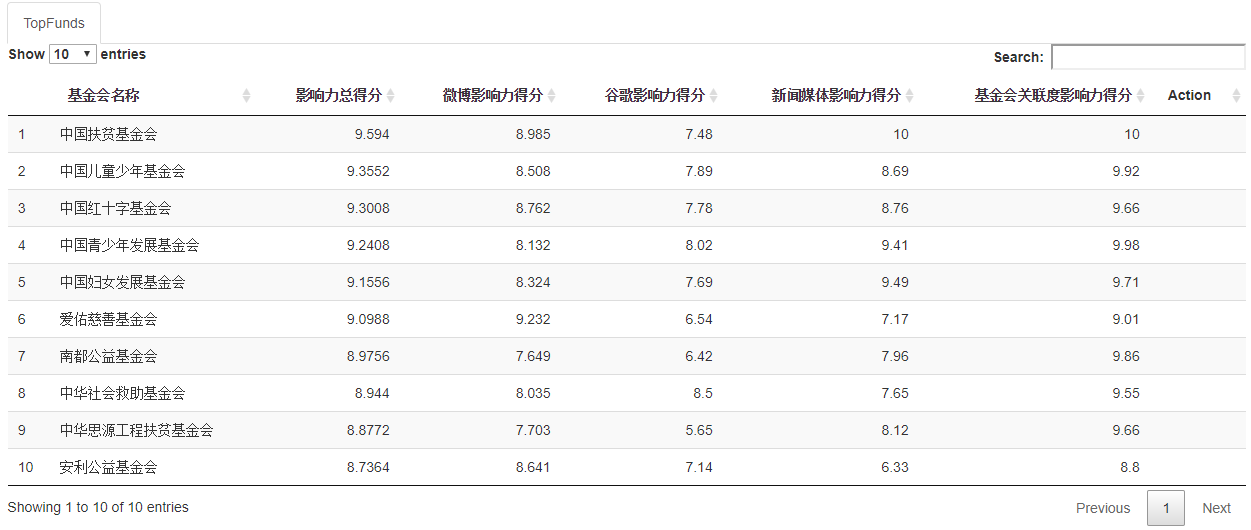 TopFunds
Show 10 entries Search:
基金会名称 影响力总得分 微博影响力得分 谷歌影响力得分 新闻媒体影响力得分 基金会关联度影响力得分 Action
1 中国扶贫基金会 9.594 8.985 7.48 10 10
2 中国儿童少年基金会 9.3552 8.508 7.89 8.69 9.92
3 中国红十字基金会 9.3008 8.762 7.78 8.76 9.66
4 中国青少年发展基金会 9.2408 8.132 8.02 9.41 9.98
5 中国妇女发展基金会 9.1556 8.324 7.69 9.49 9.71
6 爱佑慈善基金会 9.0988 9.232 6.54 7.17 9.01
7 南都公益基金会 8.9756 7.649 6.42 7.96 9.86
8 中华社会救助基金会 8.944 8.035 8.5 7.65 9.55
9 中华思源工程扶贫基金会 8.8772 7.703 5.65 8.12 9.66
10 安利公益基金会 8.7364 8.641 7.14 6.33 8.8
Showing 1 to 10 of 10 entries Previous 1 Next